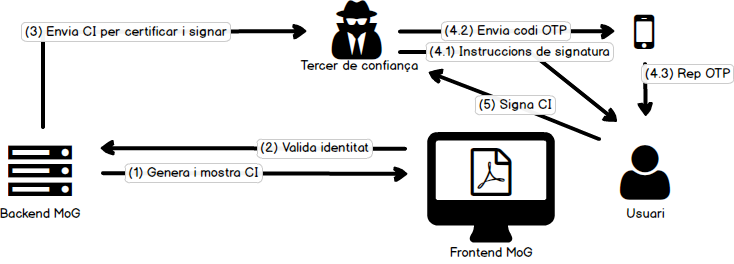 (3) Envia CI per certificar i signar
(4.2) Envia codi OTP
(4.1) Instruccions de signatura
Tercer de confiança
(4.3) Rep OTP
(5) Signa CI
(2) Valida identitat
(1) Genera i mostra CI
Backend MoG
Usuari
Frontend MoG